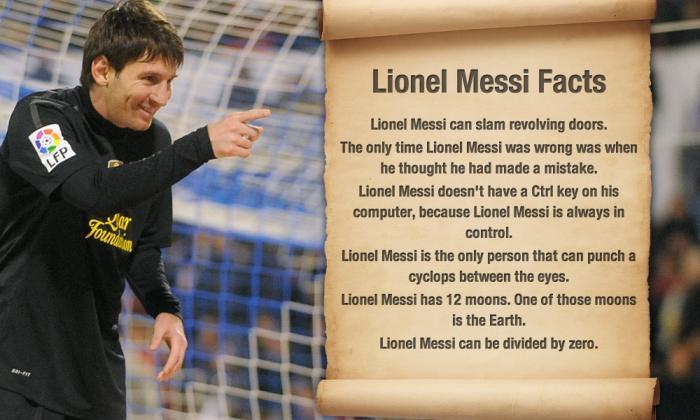 LFP
Qatar
Foundation
DRI-FIT
Lionel Messi Facts
Lionel Messi can slam revolving doors.
The only time Lionel Messi was wrong was when
he thought he had made a mistake.
Lionel Messi doesn't have a Ctrl key on his
computer, because Lionel Messi is always in
control.
Lionel Messi is the only person that can punch a
cyclops between the eyes.
Lionel Messi has 12 moons. One of those moons
is the Earth.
Lionel Messi can be divided by zero.